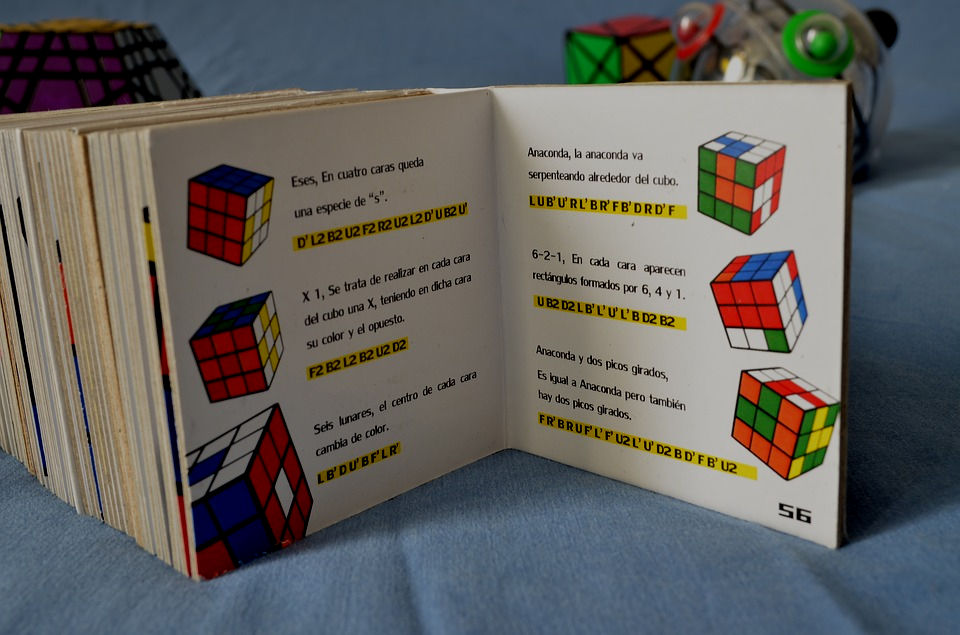 Eses, En cuatro caras queda
una especie de “s”.
D' L2 B2 U2 F2 R2 U2 L2 D' U B2 U'
X 1, Se trata de realizar en cada cara
del cubo una X, teniendo en dicha cara
su color y el opuesto.
F2 B2 L2 B2 U2 D2
Seis lunares, el centro de cada cara
cambia de color.
L B' D U' B F' L R'
Anaconda, la anaconda va
serpenteando alrededor del cubo.
L U B' U' R L' B R' F B' D R D' F
6-2-1, En cada cara aparecen
rectángulos formados por 6, 4 y 1.
U B2 D2 L B' L' U' L' B D2 B2
Anaconda y dos picos girados,
Es igual a Anaconda pero también
hay dos picos girados.
F R' B R U F' L' F' U2 L' U' D2 B D' F B' U2
56